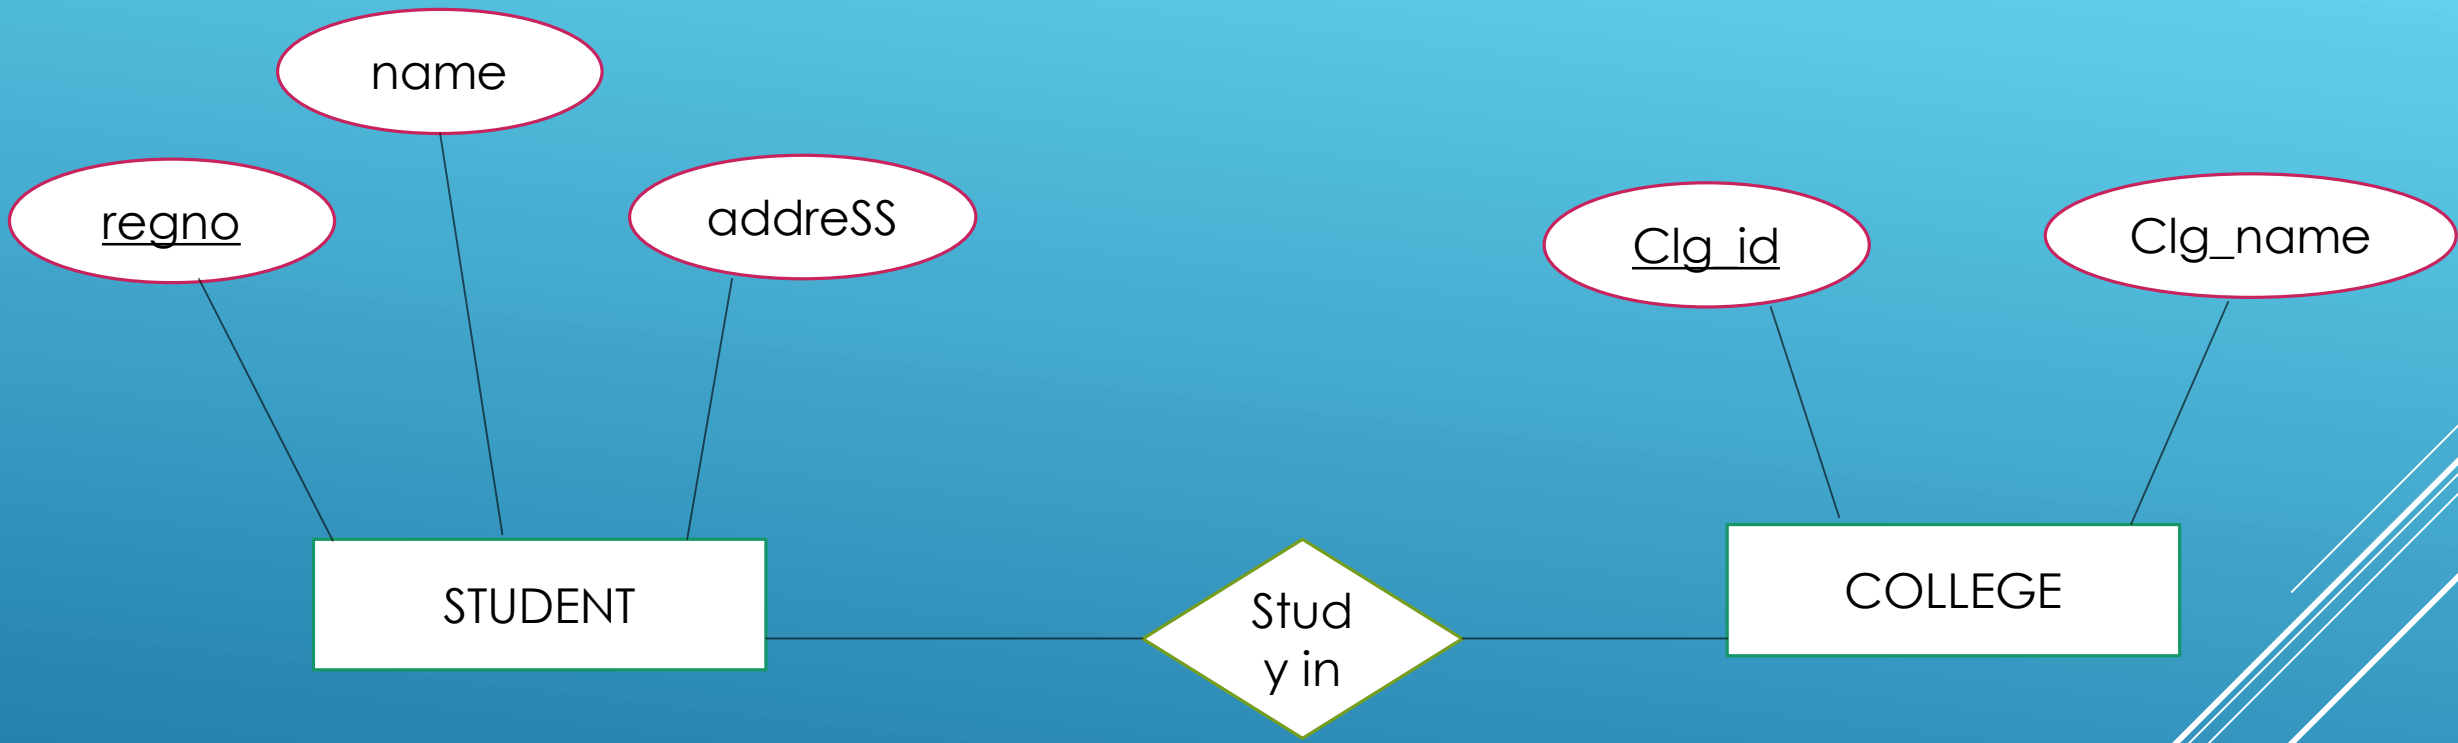 name
regno
addreSS
Clg_id
Clg_name
STUDENT
Stud
y in
COLLEGE